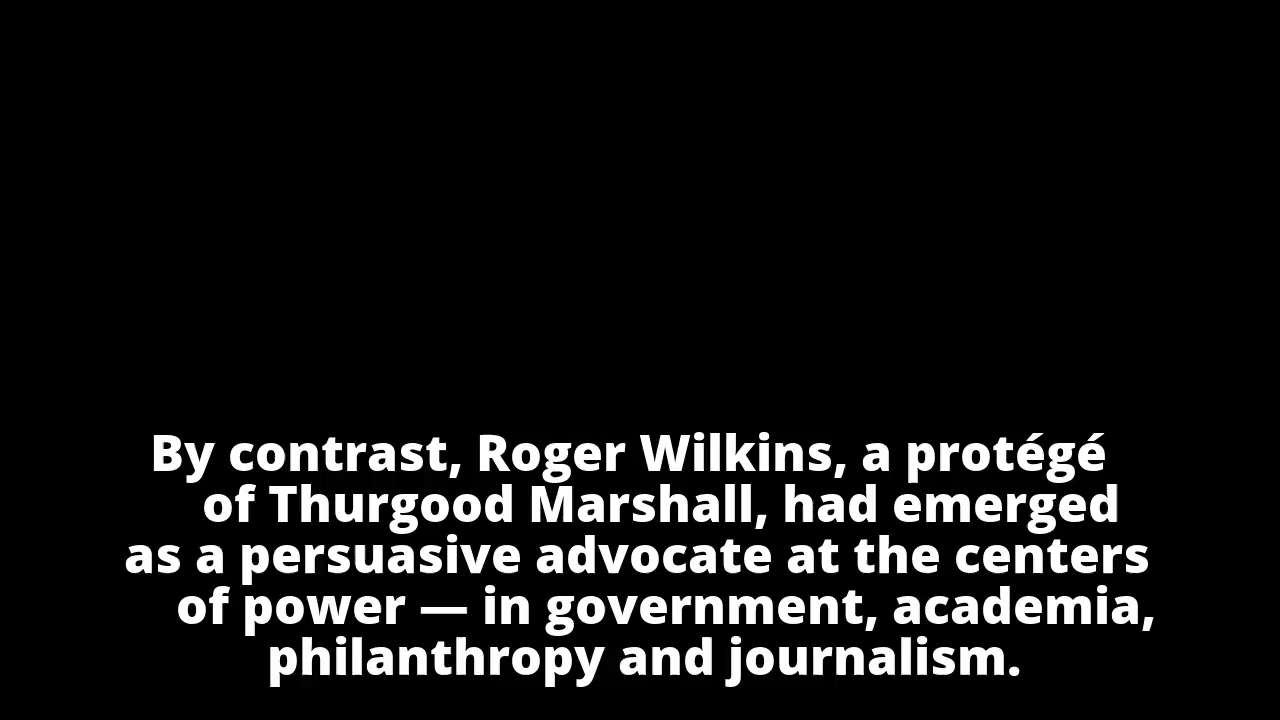 By contrast, Roger Wilkins, a protégé
of Thurgood Marshall, had emerged
as a persuasive advocate at the centers
of power — in government, academia,
philanthropy and journalism.